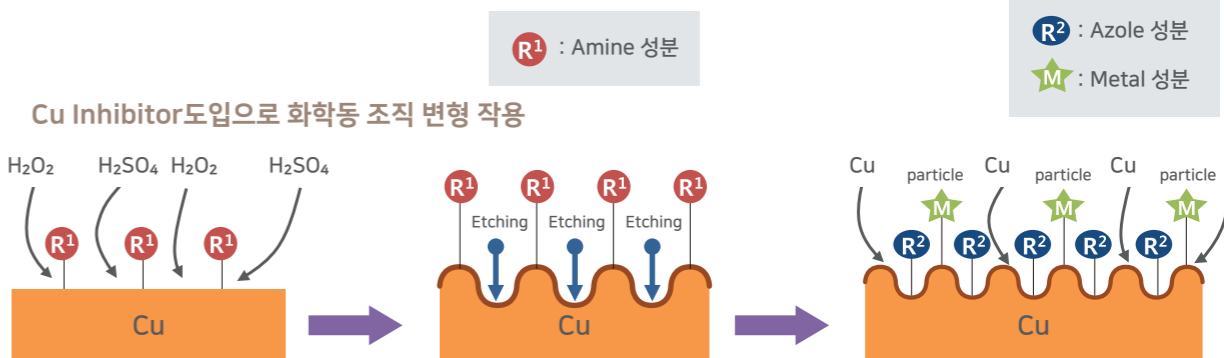 R¹ : Amine 성분
R² : Azole 성분
M : Metal 성분
Cu Inhibitor도입으로 화학동 조직 변형 작용
H₂O₂ H₂SO₄ H₂O₂ H₂SO₄
R¹ R¹ R¹
Cu
R¹ R¹ R¹ R¹
Etching Etching Etching
Cu
Cu Cu Cu
particle particle particle
M M M
R² R² R² R² R²
Cu